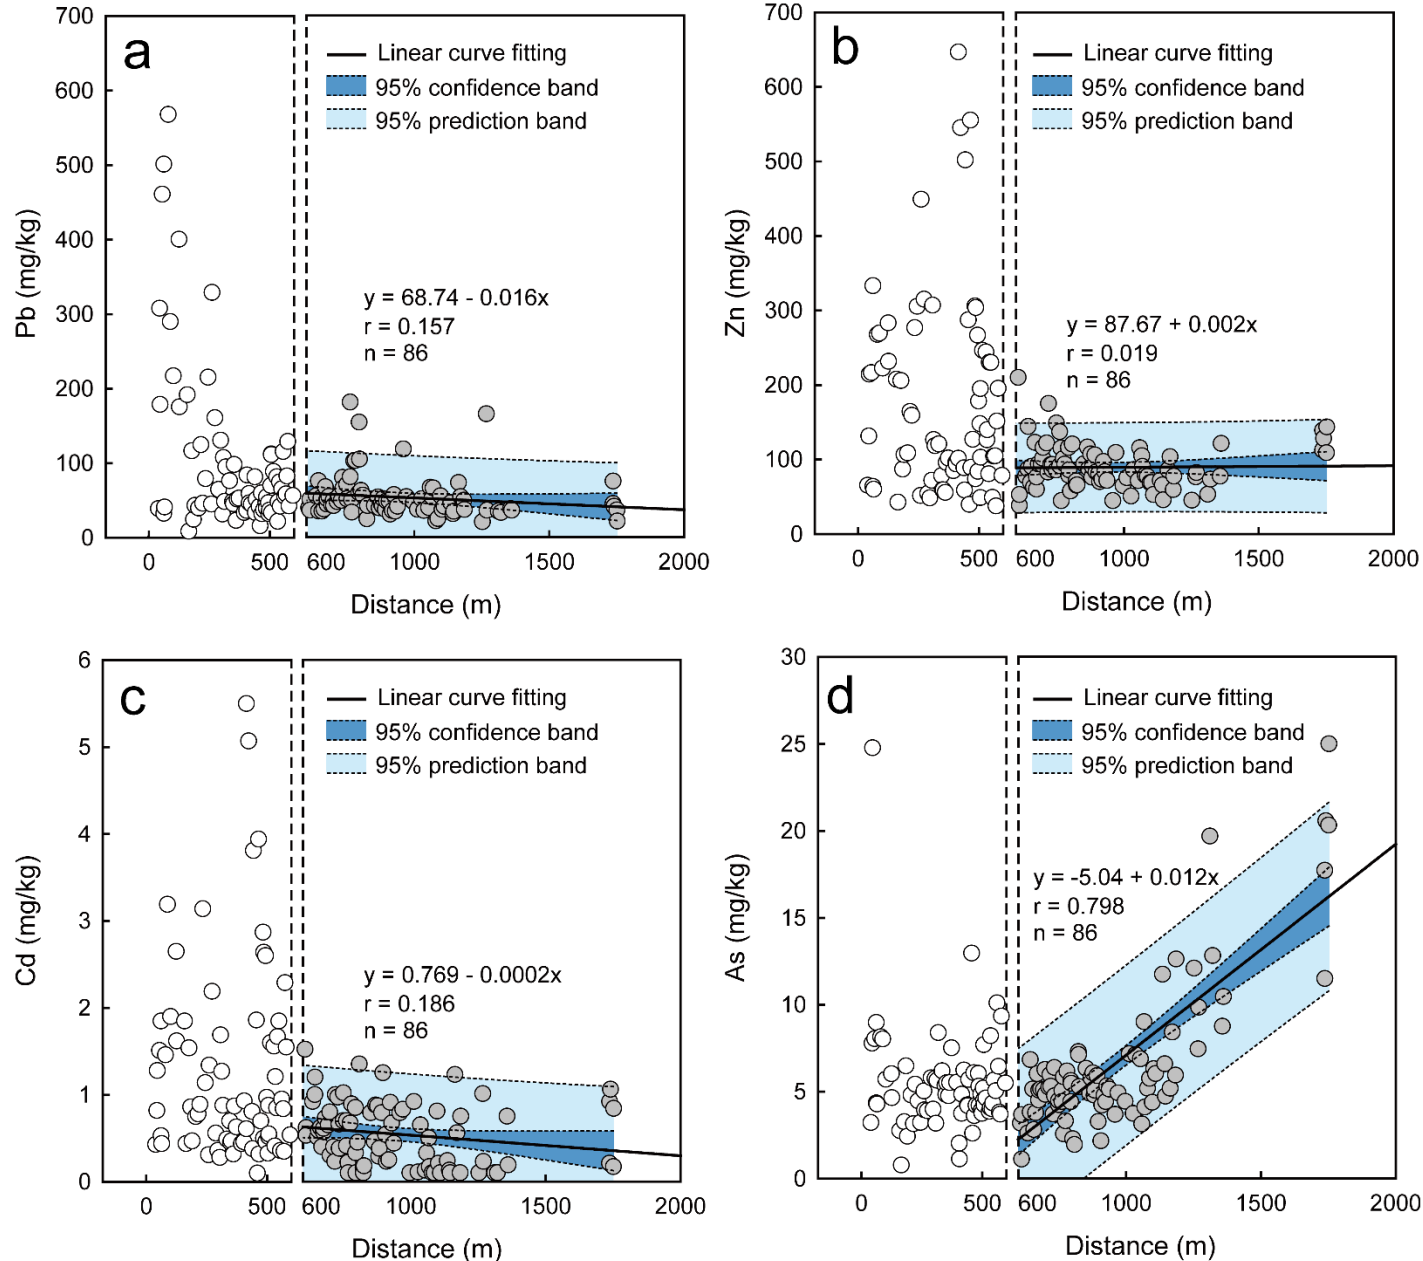 700
600
500
400
300
200
100
0
Pb (mg/kg)
a
Linear curve fitting
95% confidence band
95% prediction band
y = 68.74 - 0.016x
r = 0.157
n = 86
0
500
600
1000
1500
2000
Distance (m)
700
600
500
400
300
200
100
0
Zn (mg/kg)
b
Linear curve fitting
95% confidence band
95% prediction band
y = 87.67 + 0.002x
r = 0.019
n = 86
0
500
600
1000
1500
2000
Distance (m)
6
5
4
3
2
1
0
Cd (mg/kg)
c
Linear curve fitting
95% confidence band
95% prediction band
y = 0.769 - 0.0002x
r = 0.186
n = 86
0
500
600
1000
1500
2000
Distance (m)
30
25
20
15
10
5
0
As (mg/kg)
d
Linear curve fitting
95% confidence band
95% prediction band
y = -5.04 + 0.012x
r = 0.798
n = 86
0
500
600
1000
1500
2000
Distance (m)